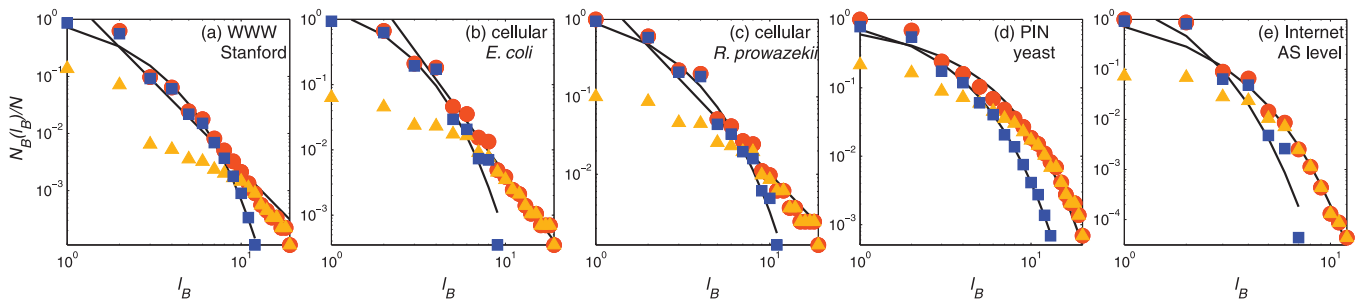 N_B(l_B)/N
10^0
10^-1
10^-2
10^-3
(a) WWW
Stanford
10^0
10^1
l_B
10^0
10^-1
10^-2
10^-3
(b) cellular
E. coli
10^0
10^1
l_B
10^0
10^-1
10^-2
(c) cellular
R. prowazekii
10^0
10^1
l_B
10^0
10^-1
10^-2
10^-3
(d) PIN
yeast
10^0
10^1
l_B
10^0
10^-1
10^-2
10^-3
10^-4
(e) Internet
AS level
10^0
10^1
l_B